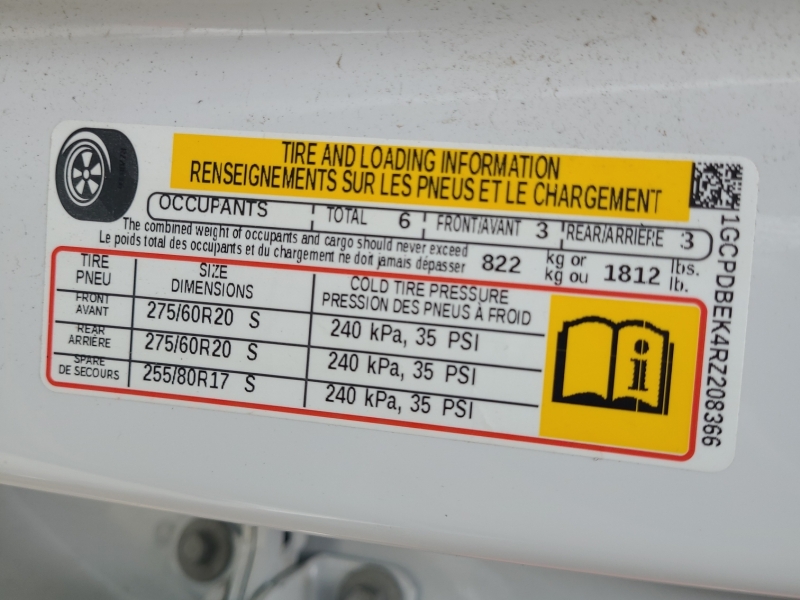 TIRE AND LOADING INFORMATION
RENSEIGNEMENTS SUR LES PNEUS ET LE CHARGEMENT
OCCUPANTS TOTAL 6 FRONT/AVANT 3 REAR/ARRIÈRE 3
The combined weight of occupants and cargo should never exceed
Le poids total des occupants et du chargement ne doit jamais dépasser
822 kg or kg ou 1812 lbs. lb.
TIRE PNEU SIZE DIMENSIONS COLD TIRE PRESSURE PRESSION DES PNEUS À FROID
FRONT AVANT 275/60R20 S 240 kPa, 35 PSI
REAR ARRIÈRE 275/60R20 S 240 kPa, 35 PSI
SPARE DE SECOURS 255/80R17 S 240 kPa, 35 PSI
i
1GCPDBEK4RZ208366